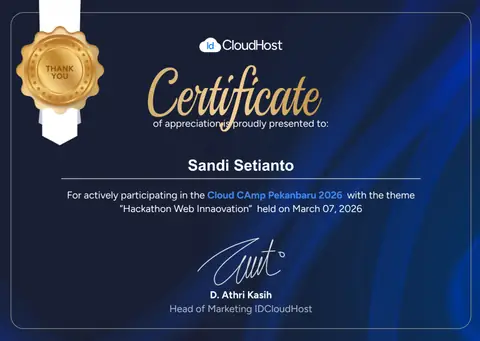 id CloudHost
THANK
YOU
Certificate
of appreciation is proudly presented to:
Sandi Setianto
For actively participating in the Cloud CAmp Pekanbaru 2026 with the theme
"Hackathon Web Innaovation" held on March 07, 2026
D. Athri Kasih
Head of Marketing IDCloudHost